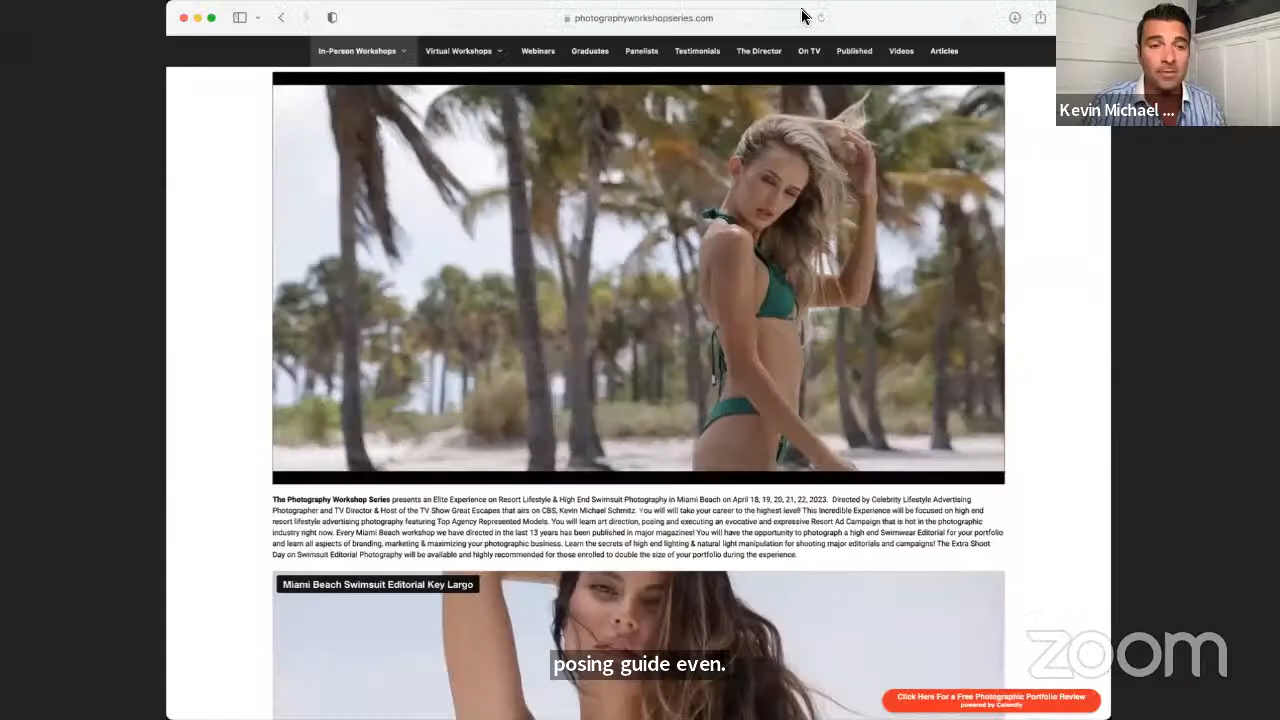 photographyworkshopseries.com
In-Person Workshops Virtual Workshops Webinars Graduates Panelists Testimonials The Director On TV Published Videos Articles
Kevin Michael ...
The Photography Workshop Series presents an Elite Experience on Resort Lifestyle & High End Swimsuit Photography in Miami Beach on April 18, 19, 20, 21, 22, 2023. Directed by Celebrity Lifestyle Advertising
Photographer and TV Director & Host of the TV Show Great Escapes that airs on CBS, Kevin Michael Schmitz. You will will take your career to the highest level! This Incredible Experience will be focused on high end
resort lifestyle advertising photography featuring Top Agency Represented Models. You will learn art direction, posing and executing an evocative and expressive Resort Ad Campaign that is hot in the photographic
industry right now. Every Miami Beach workshop we have directed in the last 13 years has been published in major magazines! You will have the opportunity to photograph a high end Swimwear Editorial for your portfolio
and learn all aspects of branding, marketing & maximizing your photographic business. Learn the secrets of high end lighting & natural light manipulation for shooting major editorials and campaigns! The Extra Shoot
Day on Swimsuit Editorial Photography will be available and highly recommended for those enrolled to double the size of your portfolio during the experience.
Miami Beach Swimsuit Editorial Key Largo
posing guide even.
zoom
Click Here For a Free Photographic Portfolio Review
powered by Calendly